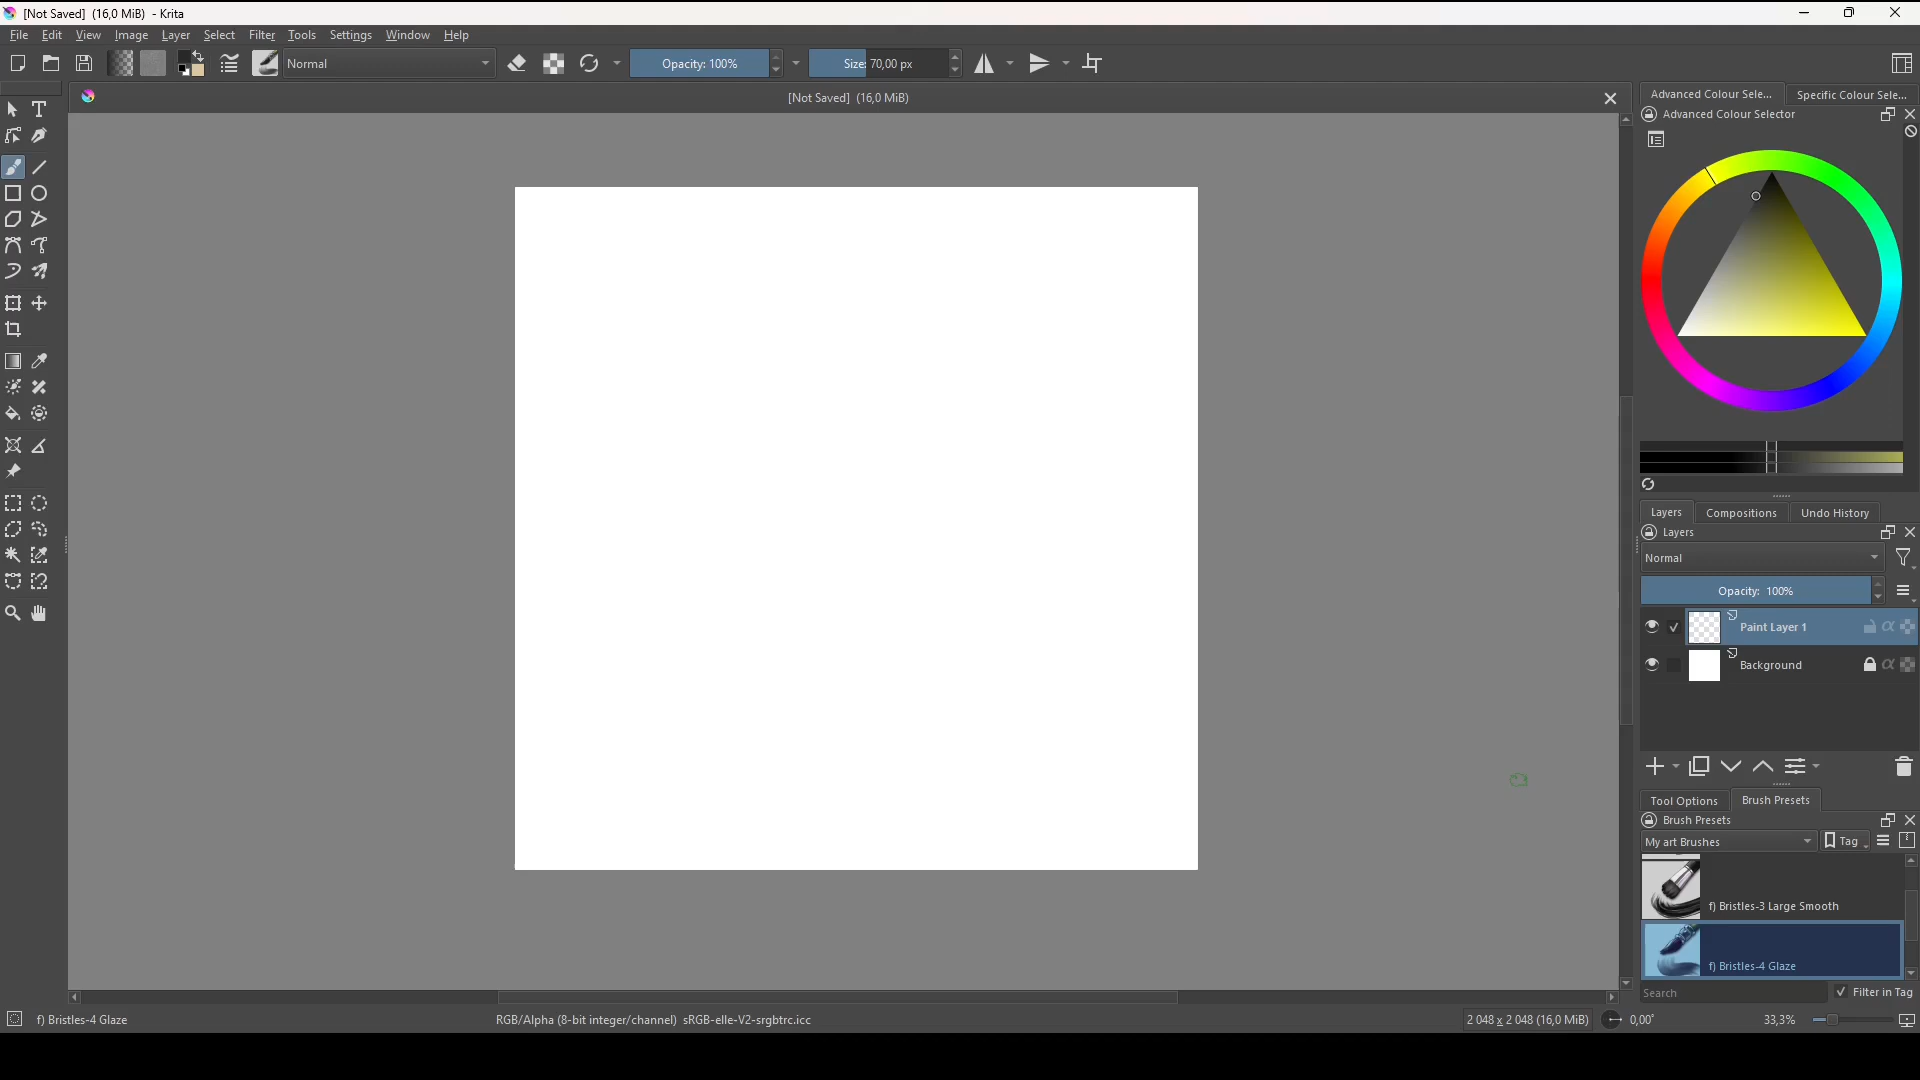 [Not Saved] (16,0 MiB) - Krita
File Edit View Image Layer Select Filter Tools Settings Window Help
Normal Opacity: 100% Size: 70,00 px
[Not Saved] (16,0 MiB)
Advanced Colour Sele... Specific Colour Sele...
Advanced Colour Selector
Layers Compositions Undo History
Layers
Normal
Opacity: 100%
Paint Layer 1
Background
Tool Options Brush Presets
Brush Presets
My art Brushes Tag
f) Bristles-3 Large Smooth
f) Bristles-4 Glaze
Search Filter in Tag
f) Bristles-4 Glaze RGB/Alpha (8-bit integer/channel) sRGB-elle-V2-srgbtrc.icc 2 048 x 2 048 (16,0 MiB) 0,00° 33,3%